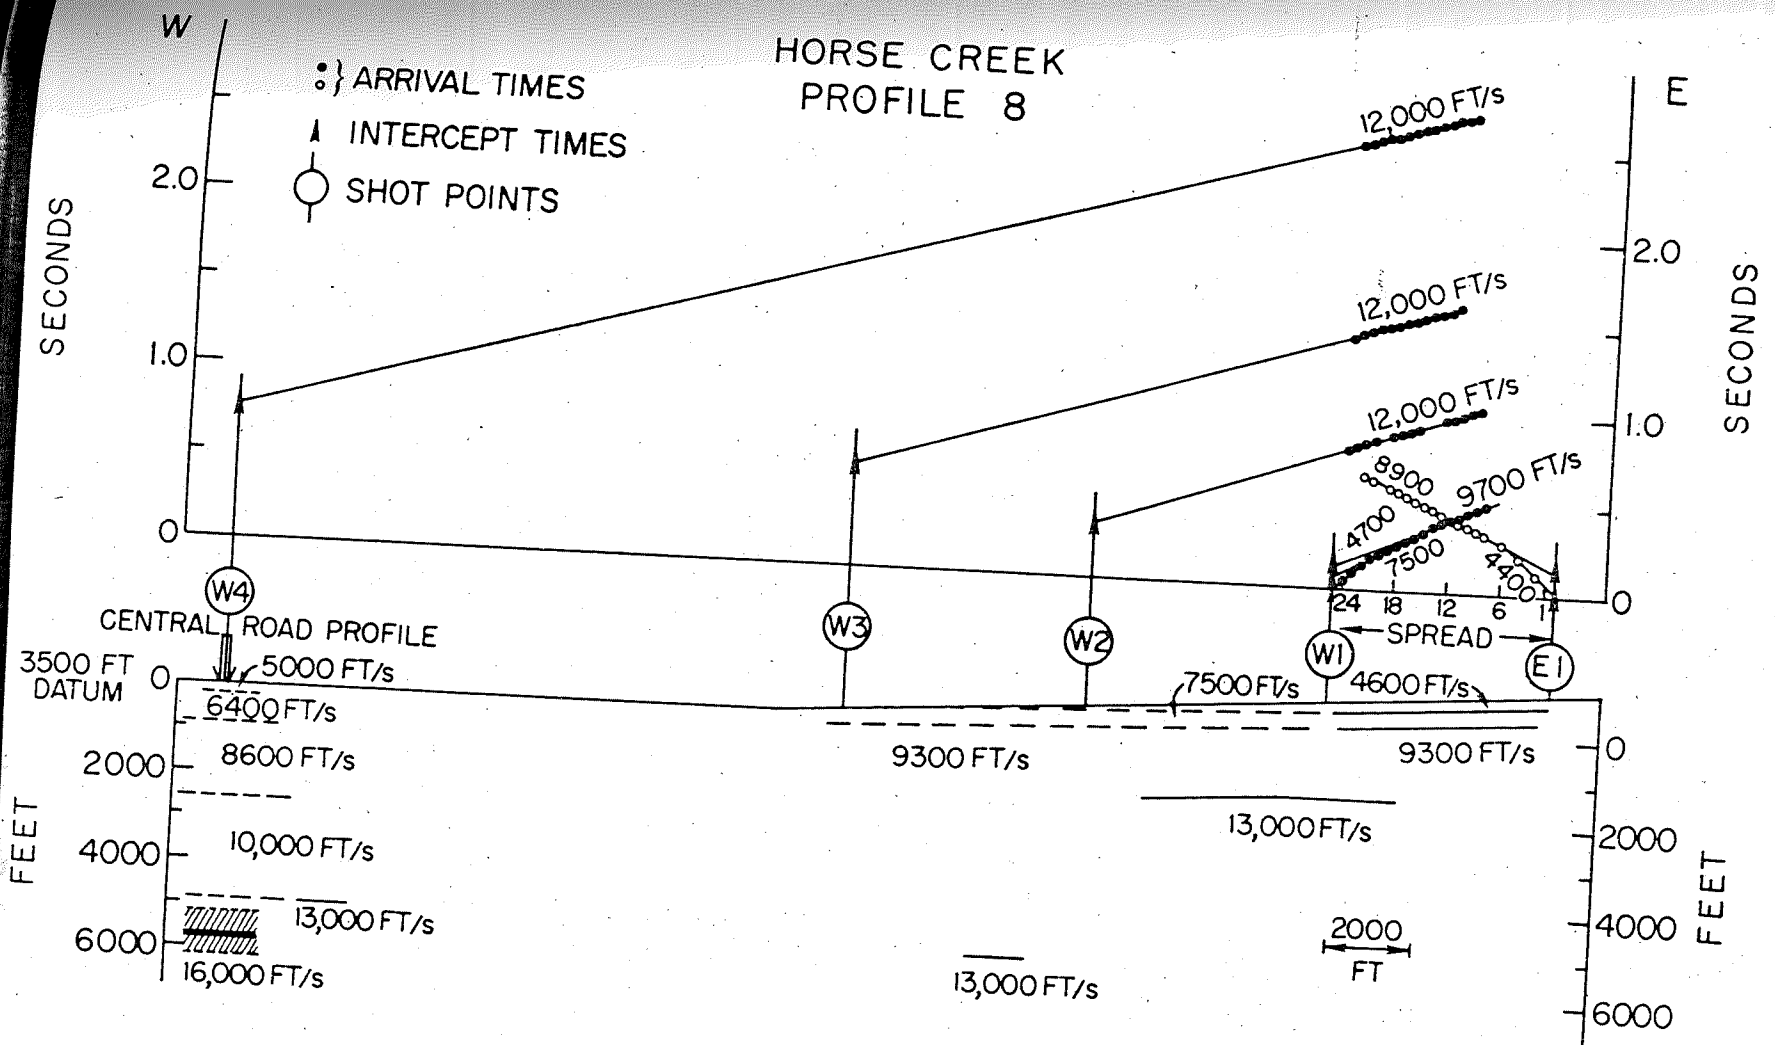 HORSE CREEK
PROFILE 8
W
E
ARRIVAL TIMES
INTERCEPT TIMES
SHOT POINTS
SECONDS
2.0
1.0
0
SECONDS
2.0
1.0
0
12,000 FT/s
12,000 FT/s
12,000 FT/s
8900
9700 FT/s
4700
7500
4400
24 18 12 6 1
SPREAD
W4
W3
W2
W1
E1
CENTRAL ROAD PROFILE
3500 FT
DATUM
0
5000 FT/s
6400 FT/s
8600 FT/s
10,000 FT/s
13,000 FT/s
16,000 FT/s
2000
4000
6000
FEET
7500 FT/s
4600 FT/s
9300 FT/s
9300 FT/s
13,000 FT/s
13,000 FT/s
2000
FT
0
2000
4000
6000
FEET